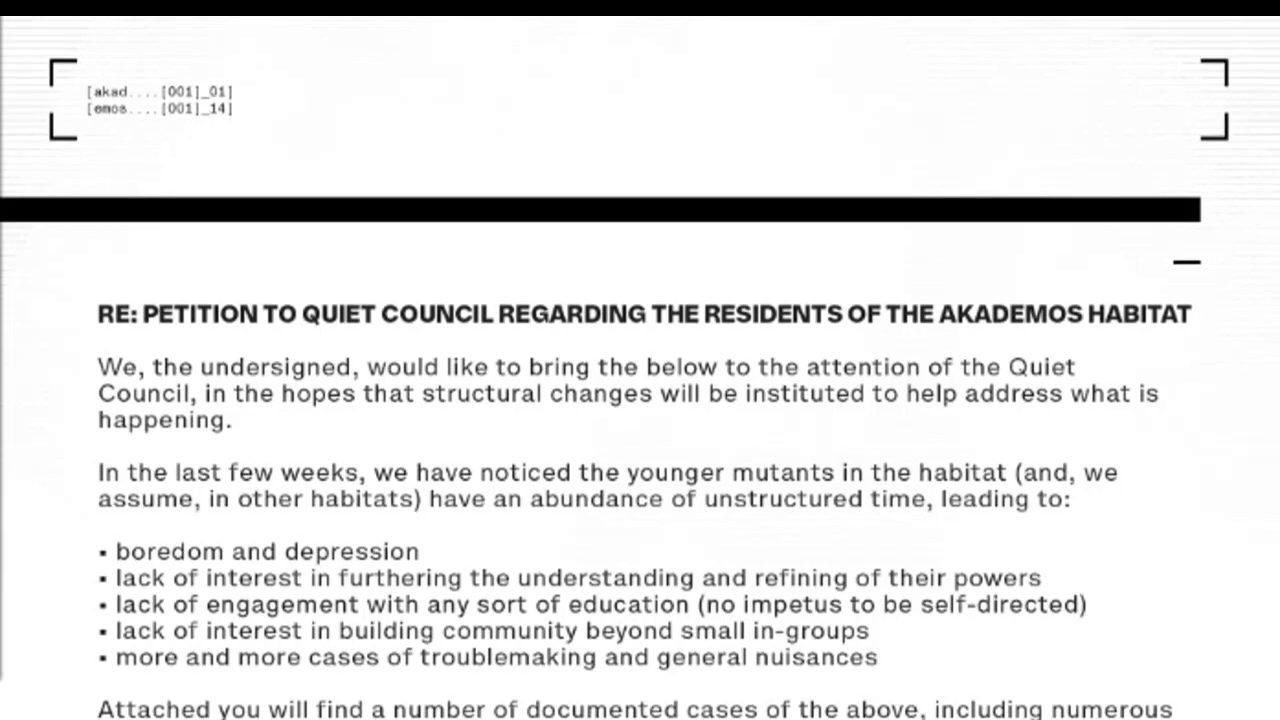 [akad....[001]_01]
[emos....[001]_14]
RE: PETITION TO QUIET COUNCIL REGARDING THE RESIDENTS OF THE AKADEMOS HABITAT
We, the undersigned, would like to bring the below to the attention of the Quiet
Council, in the hopes that structural changes will be instituted to help address what is
happening.
In the last few weeks, we have noticed the younger mutants in the habitat (and, we
assume, in other habitats) have an abundance of unstructured time, leading to:
▪ boredom and depression
▪ lack of interest in furthering the understanding and refining of their powers
▪ lack of engagement with any sort of education (no impetus to be self-directed)
▪ lack of interest in building community beyond small in-groups
▪ more and more cases of troublemaking and general nuisances
Attached you will find a number of documented cases of the above, including numerous